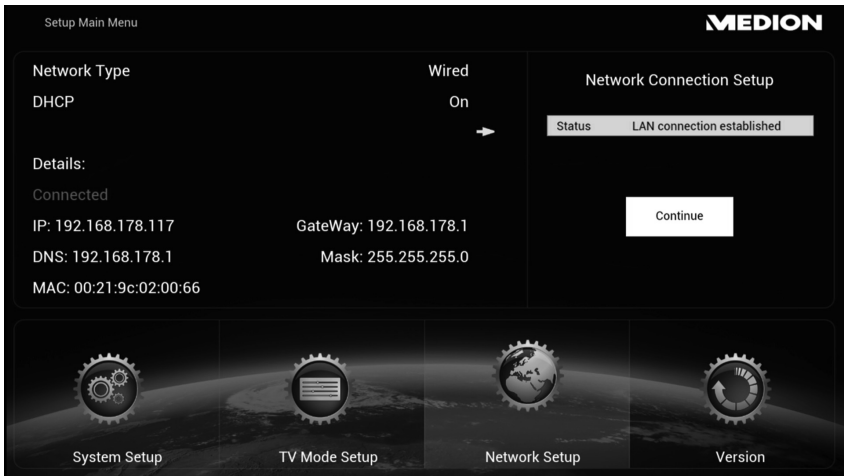 Setup Main Menu
MEDION
Network Type Wired
DHCP On
Details:
Connected
IP: 192.168.178.117 GateWay: 192.168.178.1
DNS: 192.168.178.1 Mask: 255.255.255.0
MAC: 00:21:9c:02:00:66
Network Connection Setup
Status LAN connection established
Continue
System Setup
TV Mode Setup
Network Setup
Version